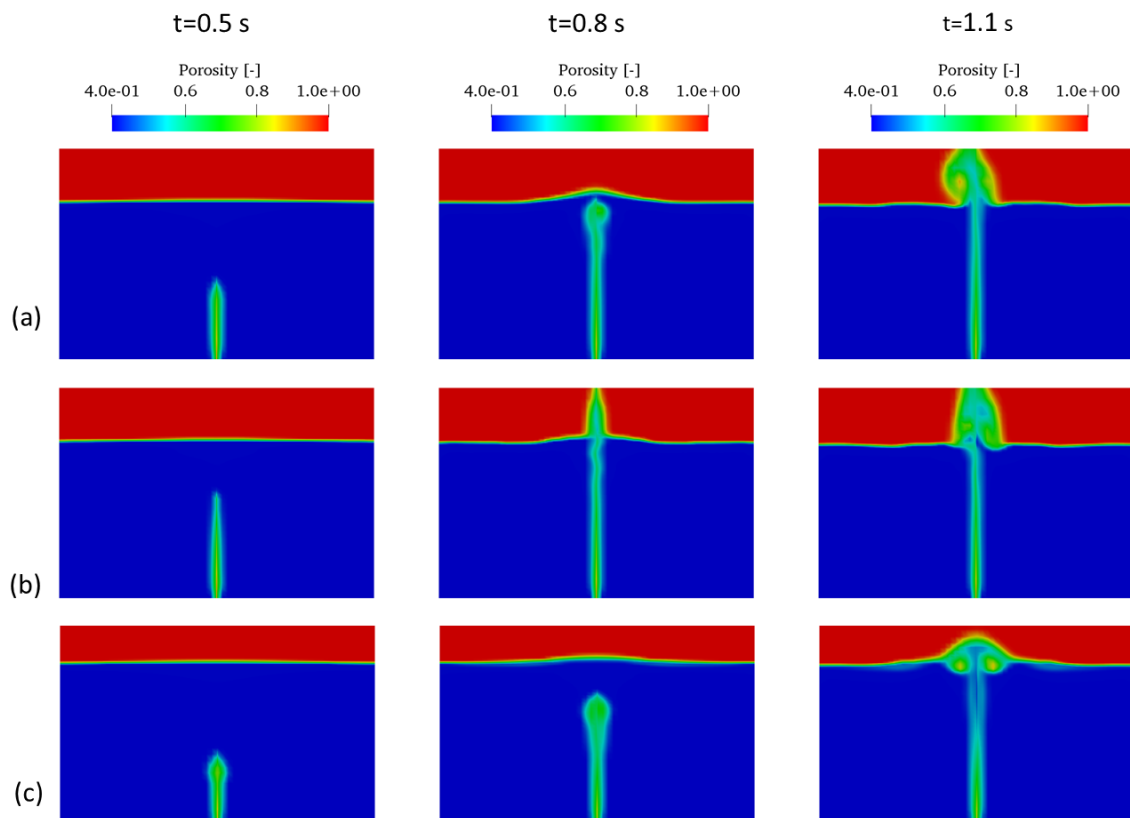 t=0.5 s
t=0.8 s
t=1.1 s
Porosity [-]
4.0e-01 0.6 0.8 1.0e+00
Porosity [-]
4.0e-01 0.6 0.8 1.0e+00
Porosity [-]
4.0e-01 0.6 0.8 1.0e+00
(a)
(b)
(c)